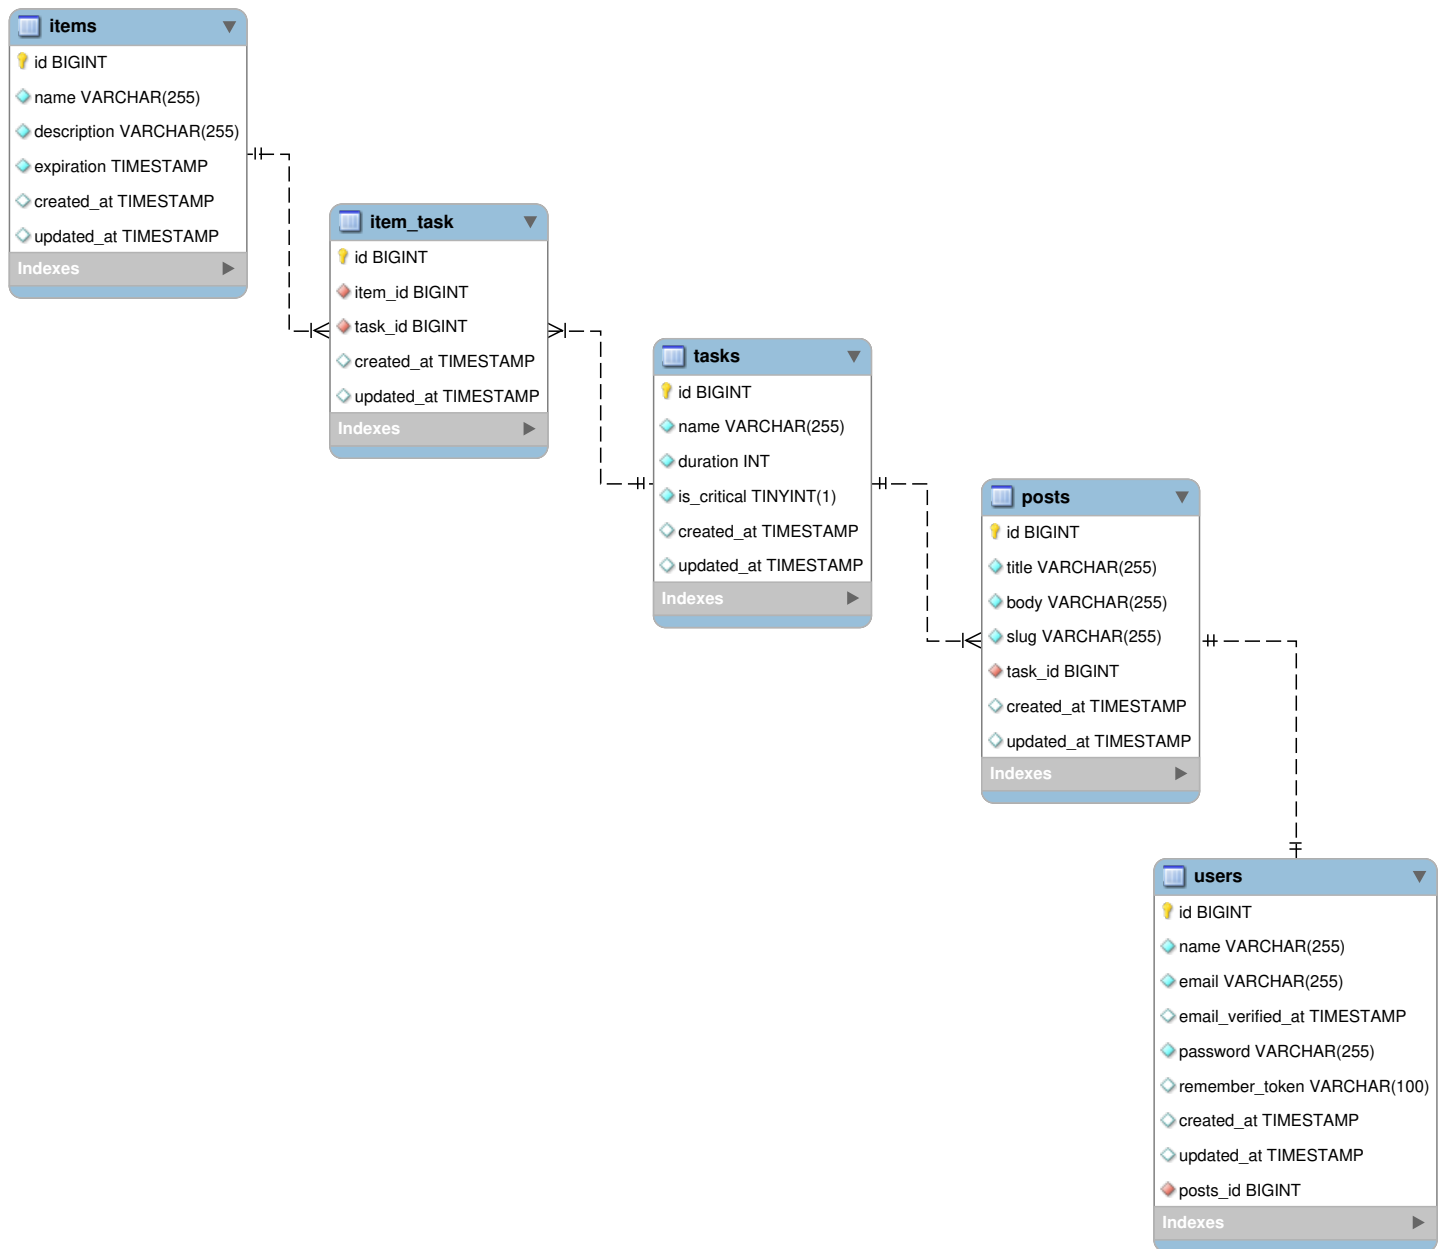 items
id BIGINT
name VARCHAR(255)
description VARCHAR(255)
expiration TIMESTAMP
created_at TIMESTAMP
updated_at TIMESTAMP
Indexes
item_task
id BIGINT
item_id BIGINT
task_id BIGINT
created_at TIMESTAMP
updated_at TIMESTAMP
Indexes
tasks
id BIGINT
name VARCHAR(255)
duration INT
is_critical TINYINT(1)
created_at TIMESTAMP
updated_at TIMESTAMP
Indexes
posts
id BIGINT
title VARCHAR(255)
body VARCHAR(255)
slug VARCHAR(255)
task_id BIGINT
created_at TIMESTAMP
updated_at TIMESTAMP
Indexes
users
id BIGINT
name VARCHAR(255)
email VARCHAR(255)
email_verified_at TIMESTAMP
password VARCHAR(255)
remember_token VARCHAR(100)
created_at TIMESTAMP
updated_at TIMESTAMP
posts_id BIGINT
Indexes